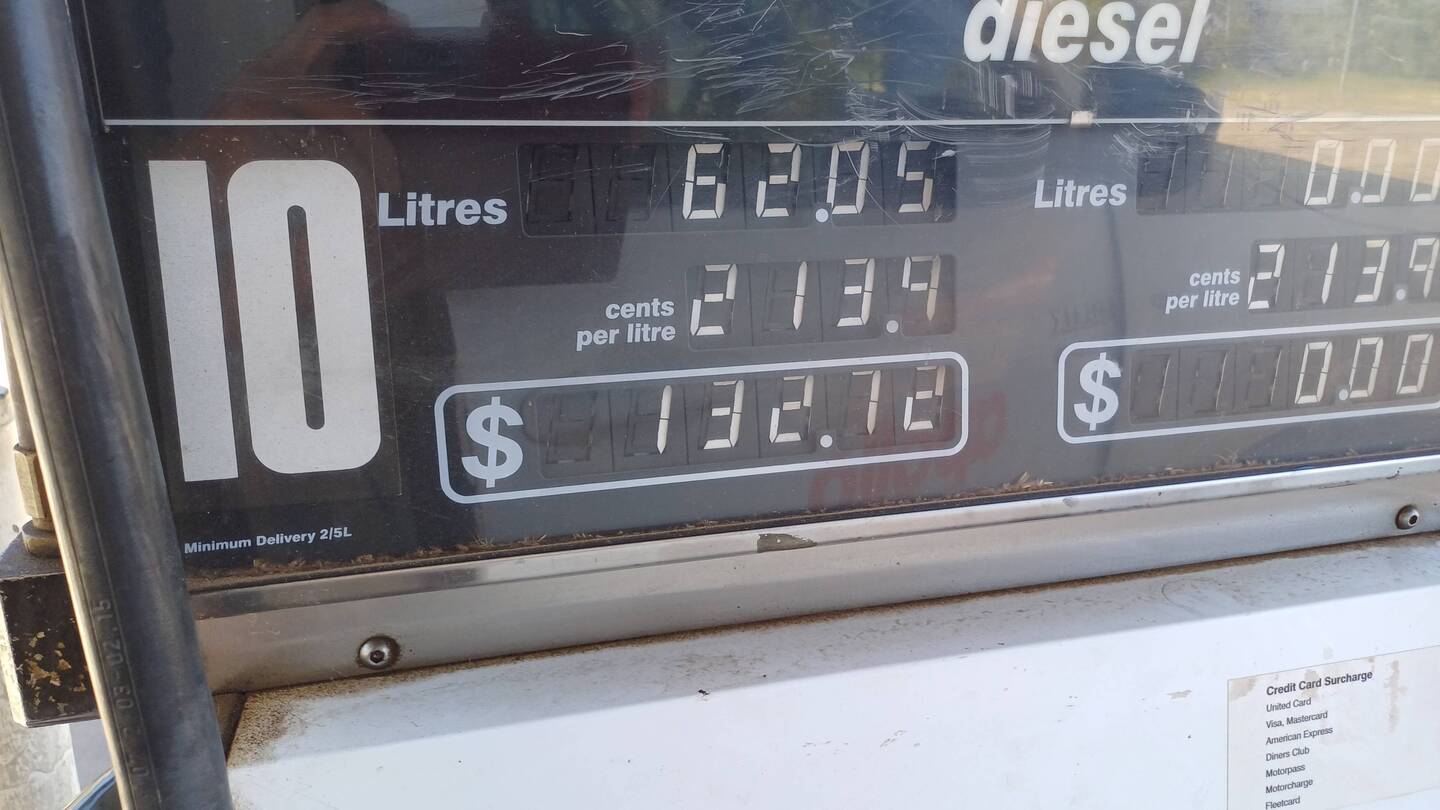 diesel
10
Litres 62.05
cents
per litre 213.9
$ 132.72
Minimum Delivery 2/5L
Litres 0.00
cents
per litre 213.9
$ 0.00
Credit Card Surcharge
United Card
Visa, Mastercard
American Express
Diners Club
Motorpass
Motorcharge
Fleetcard